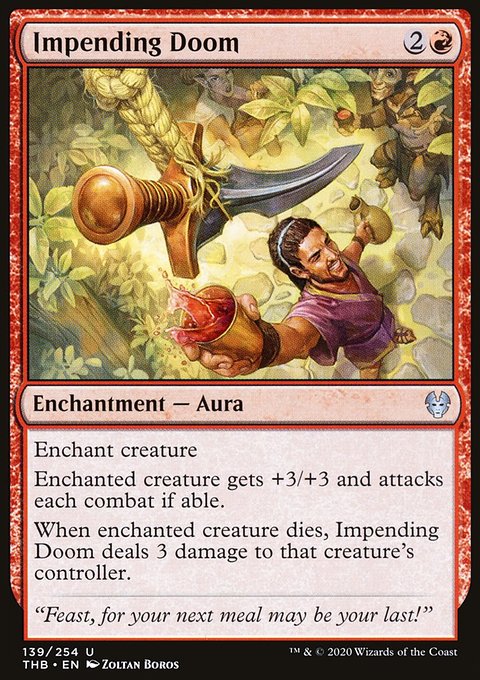 Impending Doom 2
Enchantment — Aura
Enchant creature
Enchanted creature gets +3/+3 and attacks
each combat if able.
When enchanted creature dies, Impending
Doom deals 3 damage to that creature's
controller.
“Feast, for your next meal may be your last!”
139/254 U ™ & © 2020 Wizards of the Coast
THB • EN Zoltan Boros